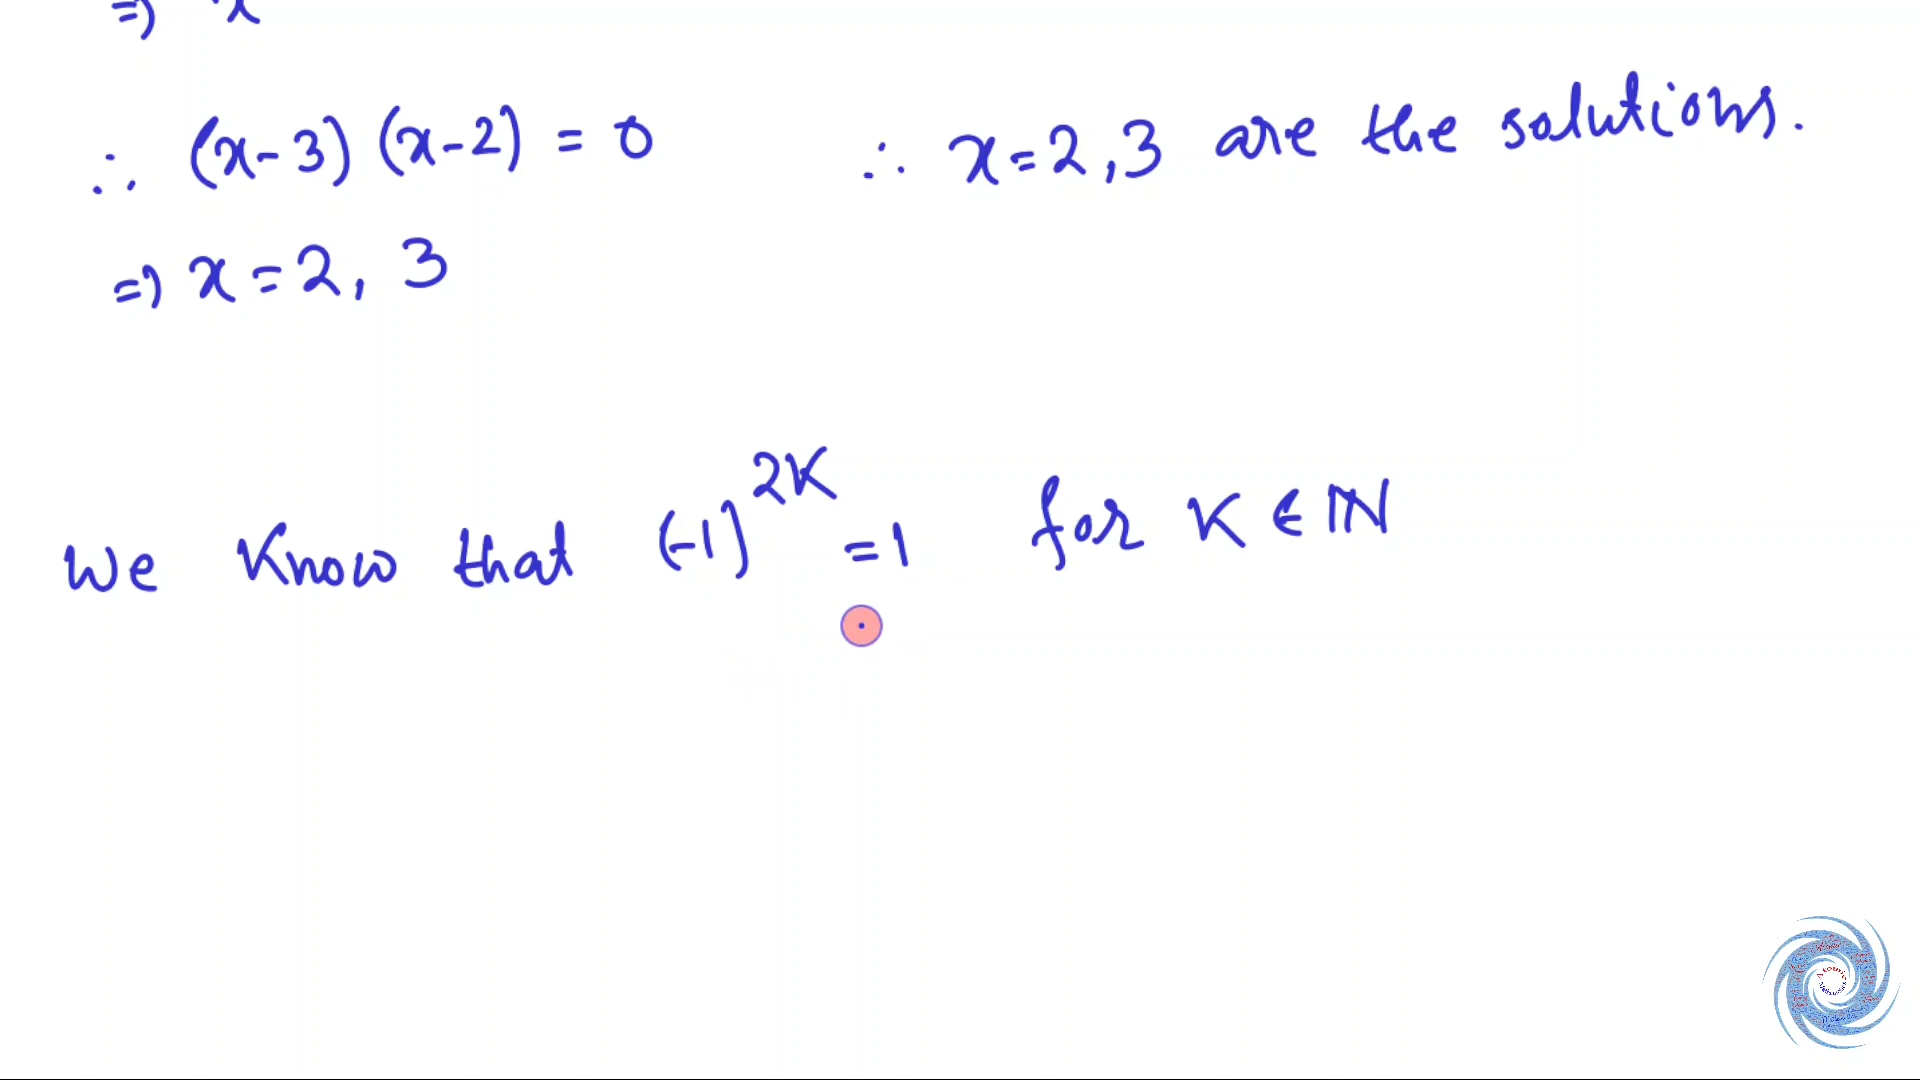 => x
∴ (x-3) (x-2) = 0 ∴ x=2,3 are the solutions.
=> x=2, 3
We Know that (-1)^{2K} =1 for K ∈ ℕ